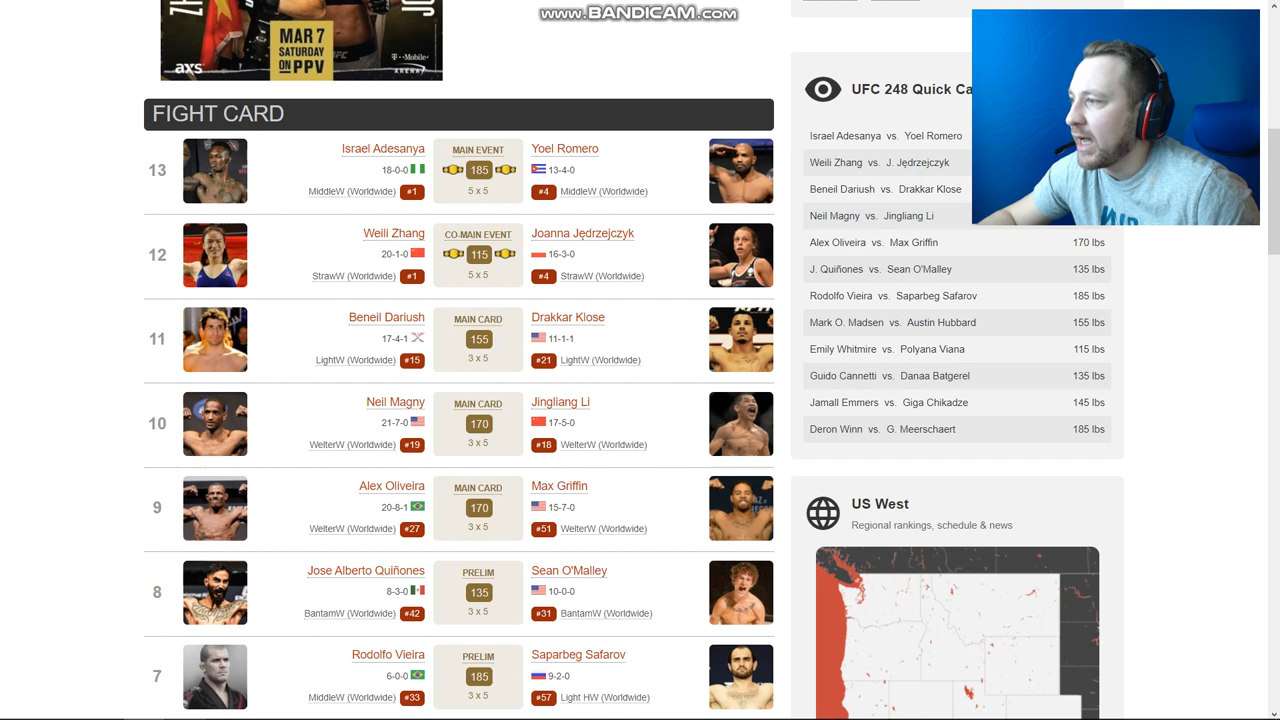 www.BANDICAM.com
MAR 7
SATURDAY
ON PPV
axs
T··Mobile·
ARENA
FIGHT CARD
13
Israel Adesanya
18-0-0
MiddleW (Worldwide) #1
MAIN EVENT
185
5 x 5
Yoel Romero
13-4-0
#4 MiddleW (Worldwide)
12
Weili Zhang
20-1-0
StrawW (Worldwide) #1
CO-MAIN EVENT
115
5 x 5
Joanna Jędrzejczyk
16-3-0
#4 StrawW (Worldwide)
11
Beneil Dariush
17-4-1
LightW (Worldwide) #15
MAIN CARD
155
3 x 5
Drakkar Klose
11-1-1
#21 LightW (Worldwide)
10
Neil Magny
21-7-0
WelterW (Worldwide) #19
MAIN CARD
170
3 x 5
Jingliang Li
17-5-0
#18 WelterW (Worldwide)
9
Alex Oliveira
20-8-1
WelterW (Worldwide) #27
MAIN CARD
170
3 x 5
Max Griffin
15-7-0
#51 WelterW (Worldwide)
8
Jose Alberto Quiñones
8-3-0
BantamW (Worldwide) #42
PRELIM
135
3 x 5
Sean O'Malley
10-0-0
#31 BantamW (Worldwide)
7
Rodolfo Vieira
6-0-0
MiddleW (Worldwide) #33
PRELIM
185
3 x 5
Saparbeg Safarov
9-2-0
#57 Light HW (Worldwide)
UFC 248 Quick Ca
Israel Adesanya vs. Yoel Romero
Weili Zhang vs. J. Jędrzejczyk
Beneil Dariush vs. Drakkar Klose
Neil Magny vs. Jingliang Li
Alex Oliveira vs. Max Griffin 170 lbs
J. Quiñones vs. Sean O'Malley 135 lbs
Rodolfo Vieira vs. Saparbeg Safarov 185 lbs
Mark O. Madsen vs. Austin Hubbard 155 lbs
Emily Whitmire vs. Polyana Viana 115 lbs
Guido Cannetti vs. Danaa Batgerel 135 lbs
Jamall Emmers vs. Giga Chikadze 145 lbs
Deron Winn vs. G. Meerschaert 185 lbs
US West
Regional rankings, schedule & news